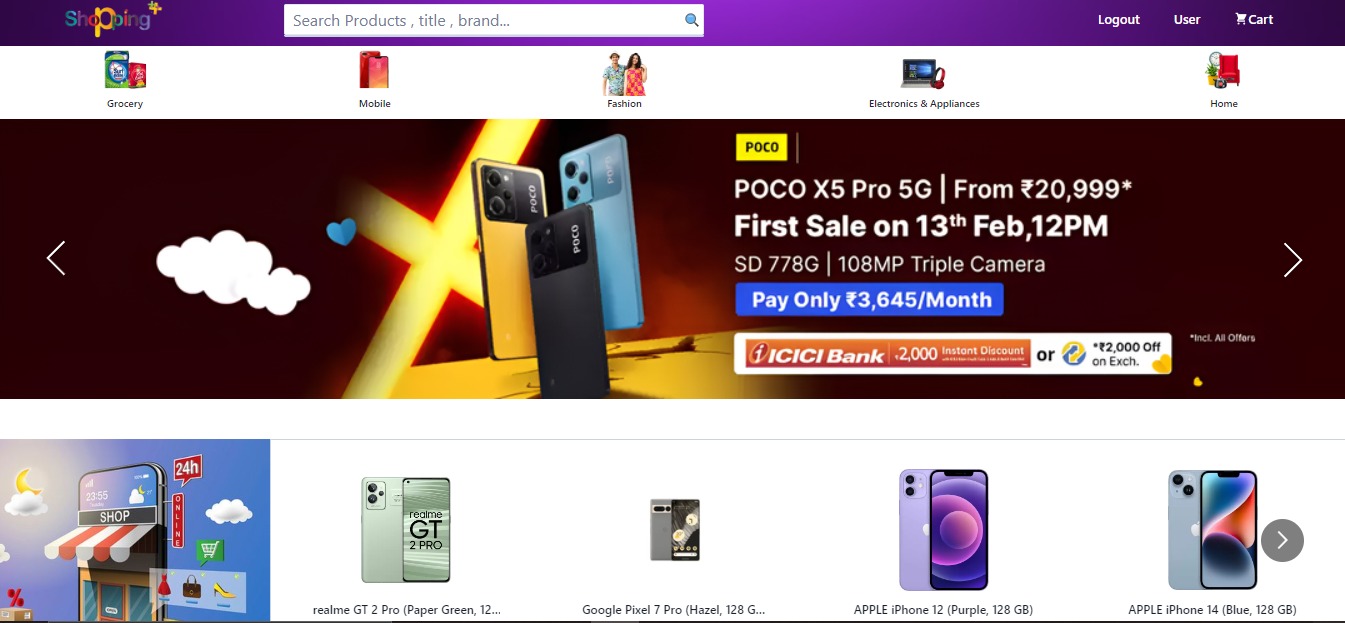 Shopping
Search Products , title , brand...
Logout
User
Cart
Grocery
Mobile
Fashion
Electronics & Appliances
Home
POCO
POCO X5 Pro 5G | From ₹20,999*
First Sale on 13th Feb,12PM
SD 778G | 108MP Triple Camera
Pay Only ₹3,645/Month
ICICI Bank ₹2,000 Instant Discount or *₹2,000 Off on Exch.
*Incl. All Offers
POCO
POCO
POCO
24h
23:55
ONLINE
SHOP
%
realme
GT
2 PRO
realme GT 2 Pro (Paper Green, 12...
Google Pixel 7 Pro (Hazel, 128 G...
APPLE iPhone 12 (Purple, 128 GB)
APPLE iPhone 14 (Blue, 128 GB)